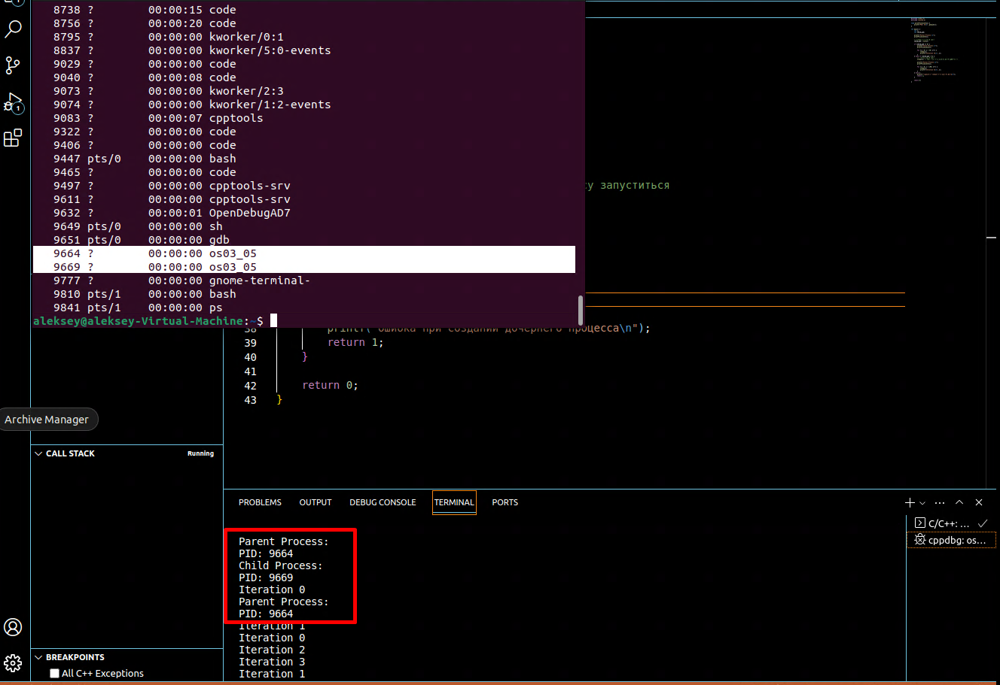 8738 ? 00:00:15 code
8756 ? 00:00:20 code
8795 ? 00:00:00 kworker/0:1
8837 ? 00:00:00 kworker/5:0-events
9029 ? 00:00:00 code
9040 ? 00:00:08 code
9073 ? 00:00:00 kworker/2:3
9074 ? 00:00:00 kworker/1:2-events
9083 ? 00:00:07 cpptools
9322 ? 00:00:00 code
9406 ? 00:00:00 code
9447 pts/0 00:00:00 bash
9465 ? 00:00:00 code
9497 ? 00:00:00 cpptools-srv
9611 ? 00:00:00 cpptools-srv
9632 ? 00:00:01 OpenDebugAD7
9649 pts/0 00:00:00 sh
9651 pts/0 00:00:00 gdb
9664 ? 00:00:00 os03_05
9669 ? 00:00:00 os03_05
9777 ? 00:00:00 gnome-terminal-
9810 pts/1 00:00:00 bash
9841 pts/1 00:00:00 ps
aleksey@aleksey-Virtual-Machine:~$
су запуститься
1
38 printf("Ошибка при создании дочернего процесса\n");
39 return 1;
40 }
41
42 return 0;
43 }
Archive Manager
CALL STACK Running
BREAKPOINTS
All C++ Exceptions
PROBLEMS OUTPUT DEBUG CONSOLE TERMINAL PORTS
Parent Process:
PID: 9664
Child Process:
PID: 9669
Iteration 0
Parent Process:
PID: 9664
Iteration 1
Iteration 0
Iteration 2
Iteration 3
Iteration 1
C/C++: ...
cppdbg: os...